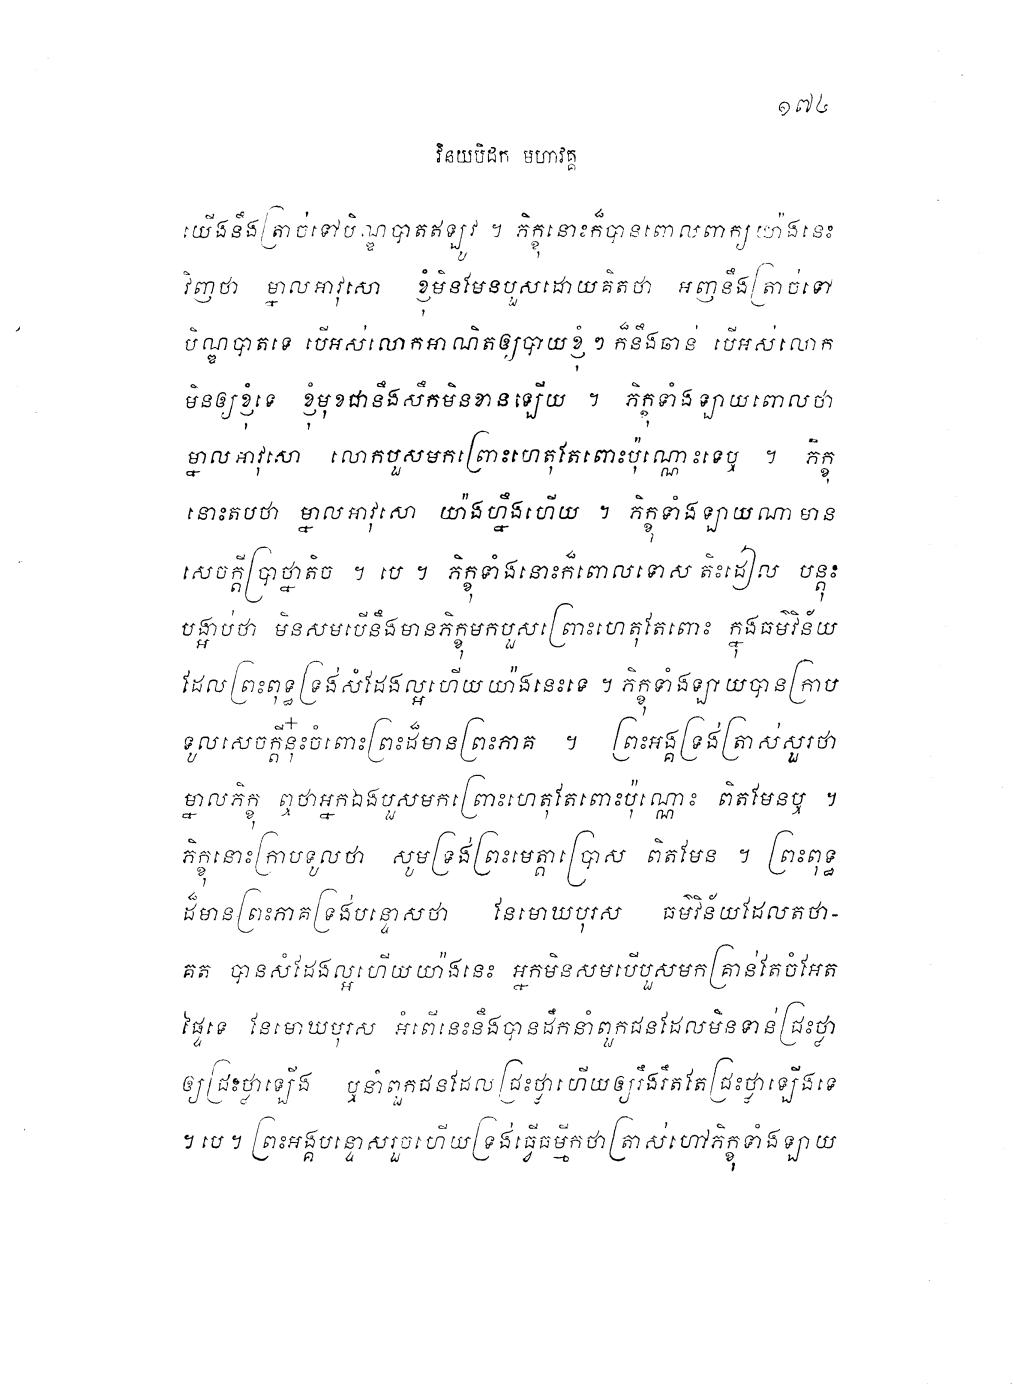 ១៧៤
វិនយបិដក មហាវគ្គ
យើងនឹងត្រាច់ទៅបិណ្ឌបាតឥឡូវ ។ ភិក្ខុនោះក៏បានពោលពាក្យយ៉ាងនេះ
វិញថា ម្នាលអាវុសោ ខ្ញុំមិនមែនបួសដោយគិតថា អញនឹងត្រាច់ទៅ
បិណ្ឌបាតទេ បើអស់លោកអាណិតឲ្យបាយខ្ញុំ ៗ ក៏នឹងឆាន់ បើអស់លោក
មិនឲ្យខ្ញុំទេ ខ្ញុំមុខជានឹងសឹកមិនខានឡើយ ។ ភិក្ខុទាំងឡាយពោលថា
ម្នាលអាវុសោ លោកបួសមកព្រោះហេតុតែពោះប៉ុណ្ណោះទេឬ ។ ភិក្ខុ
នោះតបថា ម្នាលអាវុសោ យ៉ាងហ្នឹងហើយ ។ ភិក្ខុទាំងឡាយណាមាន
សេចក្តីប្រាថ្នាតិច ។ បេ ។ ភិក្ខុទាំងនោះក៏ពោលទោស តិះដៀល បន្តុះ
បង្អាប់ថា មិនសមបើនឹងមានភិក្ខុមកបួសព្រោះហេតុតែពោះ ក្នុងធម៌វិន័យ
ដែលព្រះពុទ្ធទ្រង់សំដែងល្អហើយយ៉ាងនេះទេ ។ ភិក្ខុទាំងឡាយបានក្រាប
ទូលសេចក្តីនុ៎ះចំពោះព្រះដ៏មានព្រះភាគ ។ ព្រះអង្គទ្រង់ត្រាស់សួរថា
ម្នាលភិក្ខុ ឮថាអ្នកឯងបួសមកព្រោះហេតុតែពោះប៉ុណ្ណោះ ពិតមែនឬ ។
ភិក្ខុនោះក្រាបទូលថា សូមទ្រង់ព្រះមេត្តាប្រោស ពិតមែន ។ ព្រះពុទ្ធ
ដ៏មានព្រះភាគទ្រង់បន្ទោសថា នែមោឃបុរស ធម៌វិន័យដែលតថា-
គត បានសំដែងល្អហើយយ៉ាងនេះ អ្នកមិនសមបើបួសមកគ្រាន់តែចំអែត
ផ្ទៃទេ នែមោឃបុរស អំពើនេះនឹងបានដឹកនាំពួកជនដែលមិនទាន់ជ្រះថ្លា
ឲ្យជ្រះថ្លាឡើង ឬនាំពួកជនដែលជ្រះថ្លាហើយឲ្យរឹងរឹតតែជ្រះថ្លាឡើងទេ
។ បេ ។ ព្រះអង្គបន្ទោសរួចហើយទ្រង់ធ្វើធម្មីកថាត្រាស់ហៅភិក្ខុទាំងឡាយ